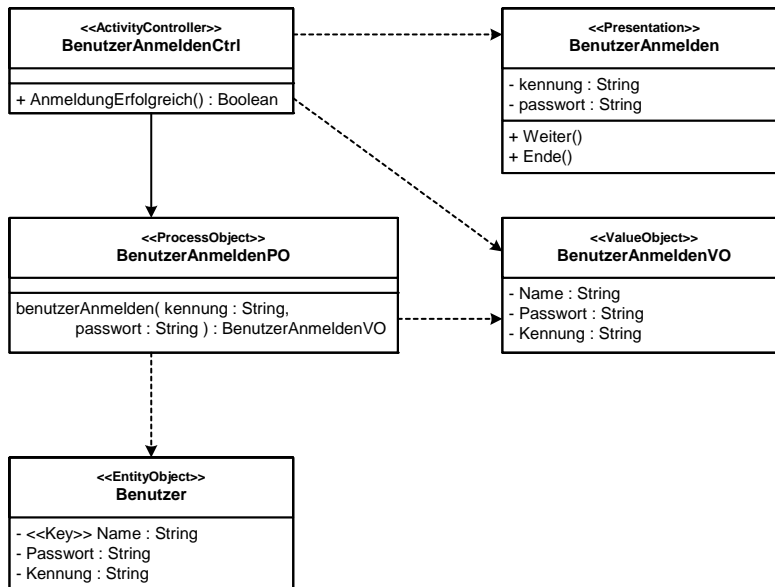 <<ActivityController>>
BenutzerAnmeldenCtrl
+ AnmeldungErfolgreich() : Boolean
<<Presentation>>
BenutzerAnmelden
- kennung : String
- passwort : String
+ Weiter()
+ Ende()
<<ProcessObject>>
BenutzerAnmeldenPO
benutzerAnmelden( kennung : String,
passwort : String ) : BenutzerAnmeldenVO
<<ValueObject>>
BenutzerAnmeldenVO
- Name : String
- Passwort : String
- Kennung : String
<<EntityObject>>
Benutzer
- <<Key>> Name : String
- Passwort : String
- Kennung : String